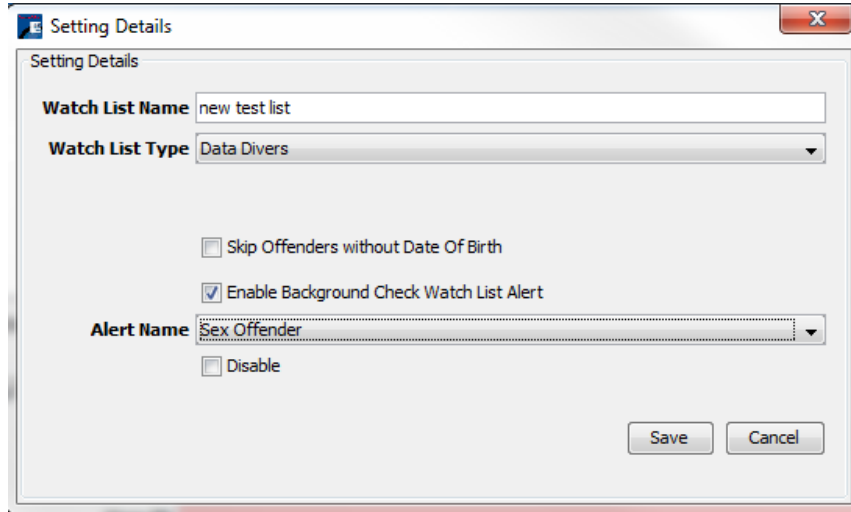 Setting Details
Setting Details
Watch List Name new test list
Watch List Type Data Divers
Skip Offenders without Date Of Birth
Enable Background Check Watch List Alert
Alert Name Sex Offender
Disable
Save Cancel